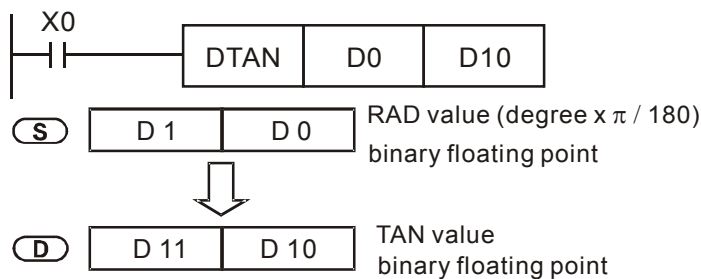 X0
DTAN D0 D10
S D 1 D 0 RAD value (degree x π / 180)
binary floating point
D D 11 D 10 TAN value
binary floating point